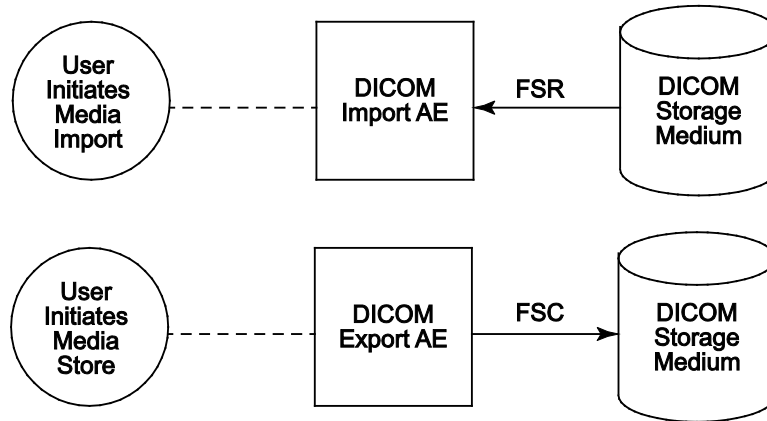 User
Initiates
Media
Import
DICOM
Import AE
FSR
DICOM
Storage
Medium
User
Initiates
Media
Store
DICOM
Export AE
FSC
DICOM
Storage
Medium